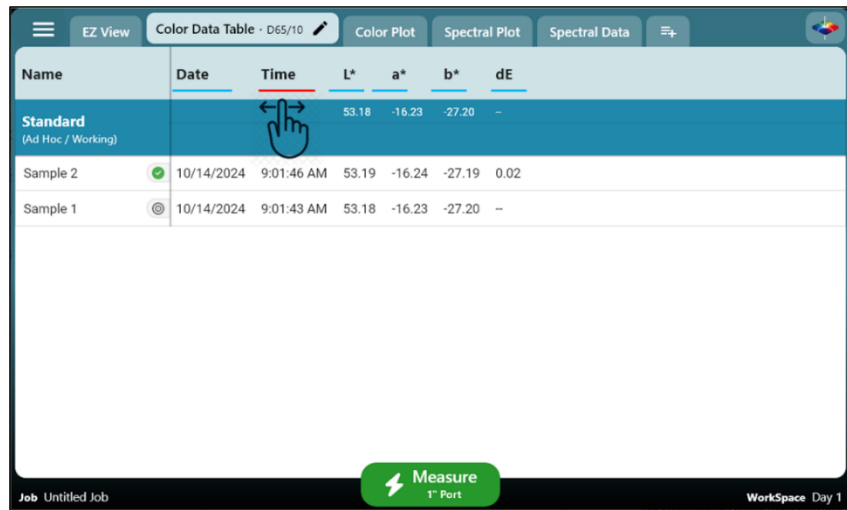 EZ View
Color Data Table · D65/10
Color Plot
Spectral Plot
Spectral Data
Name Date Time L* a* b* dE
Standard 53.18 -16.23 -27.20 –
(Ad Hoc / Working)
Sample 2 10/14/2024 9:01:46 AM 53.19 -16.24 -27.19 0.02
Sample 1 10/14/2024 9:01:43 AM 53.18 -16.23 -27.20 –
Measure
1" Port
Job Untitled Job
WorkSpace Day 1